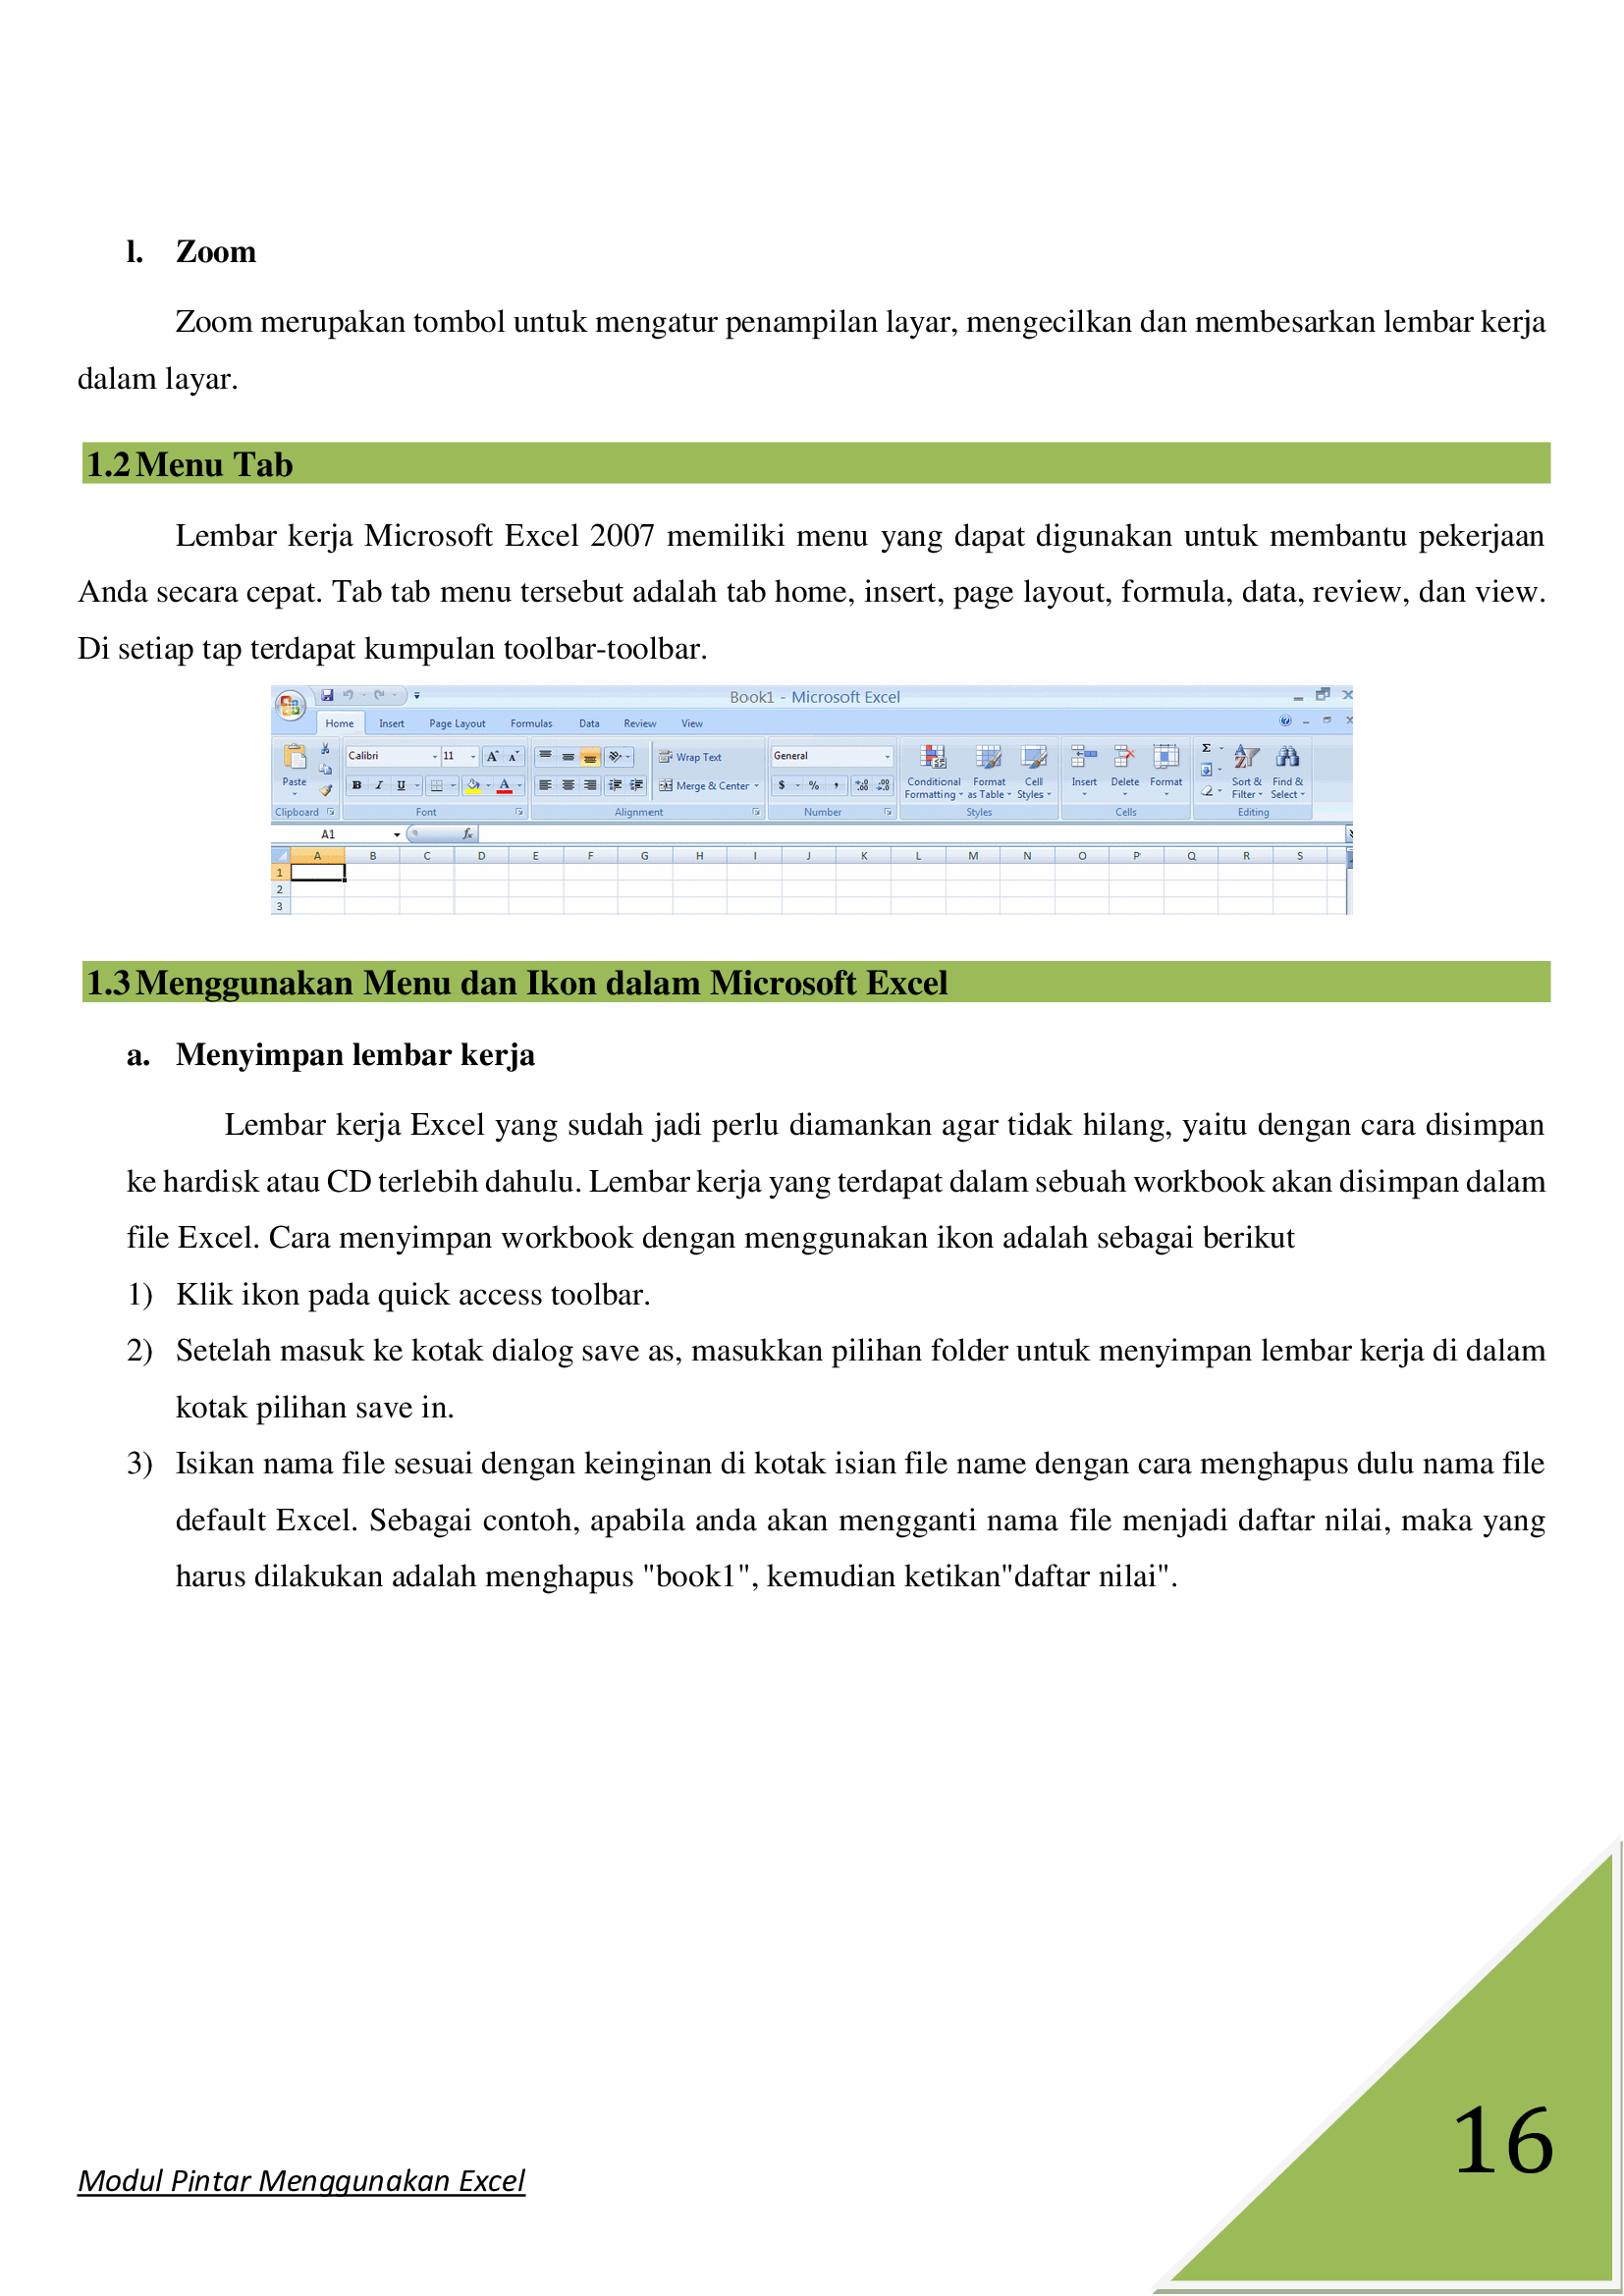 l. Zoom
Zoom merupakan tombol untuk mengatur penampilan layar, mengecilkan dan membesarkan lembar kerja
dalam layar.
1.2 Menu Tab
Lembar kerja Microsoft Excel 2007 memiliki menu yang dapat digunakan untuk membantu pekerjaan
Anda secara cepat. Tab tab menu tersebut adalah tab home, insert, page layout, formula, data, review, dan view.
Di setiap tap terdapat kumpulan toolbar-toolbar.
Book1 - Microsoft Excel
Home Insert Page Layout Formulas Data Review View
Calibri 11 A A Wrap Text General Σ
Paste B I U A Merge & Center $ % , .00 Conditional Formatting Format as Table Cell Styles Insert Delete Format Sort & Filter Find & Select
Clipboard Font Alignment Number Styles Cells Editing
A1 fx
A B C D E F G H I J K L M N O P Q R S
1
2
3
1.3 Menggunakan Menu dan Ikon dalam Microsoft Excel
a. Menyimpan lembar kerja
Lembar kerja Excel yang sudah jadi perlu diamankan agar tidak hilang, yaitu dengan cara disimpan
ke hardisk atau CD terlebih dahulu. Lembar kerja yang terdapat dalam sebuah workbook akan disimpan dalam
file Excel. Cara menyimpan workbook dengan menggunakan ikon adalah sebagai berikut
1) Klik ikon pada quick access toolbar.
2) Setelah masuk ke kotak dialog save as, masukkan pilihan folder untuk menyimpan lembar kerja di dalam
kotak pilihan save in.
3) Isikan nama file sesuai dengan keinginan di kotak isian file name dengan cara menghapus dulu nama file
default Excel. Sebagai contoh, apabila anda akan mengganti nama file menjadi daftar nilai, maka yang
harus dilakukan adalah menghapus "book1", kemudian ketikan"daftar nilai".
16
Modul Pintar Menggunakan Excel